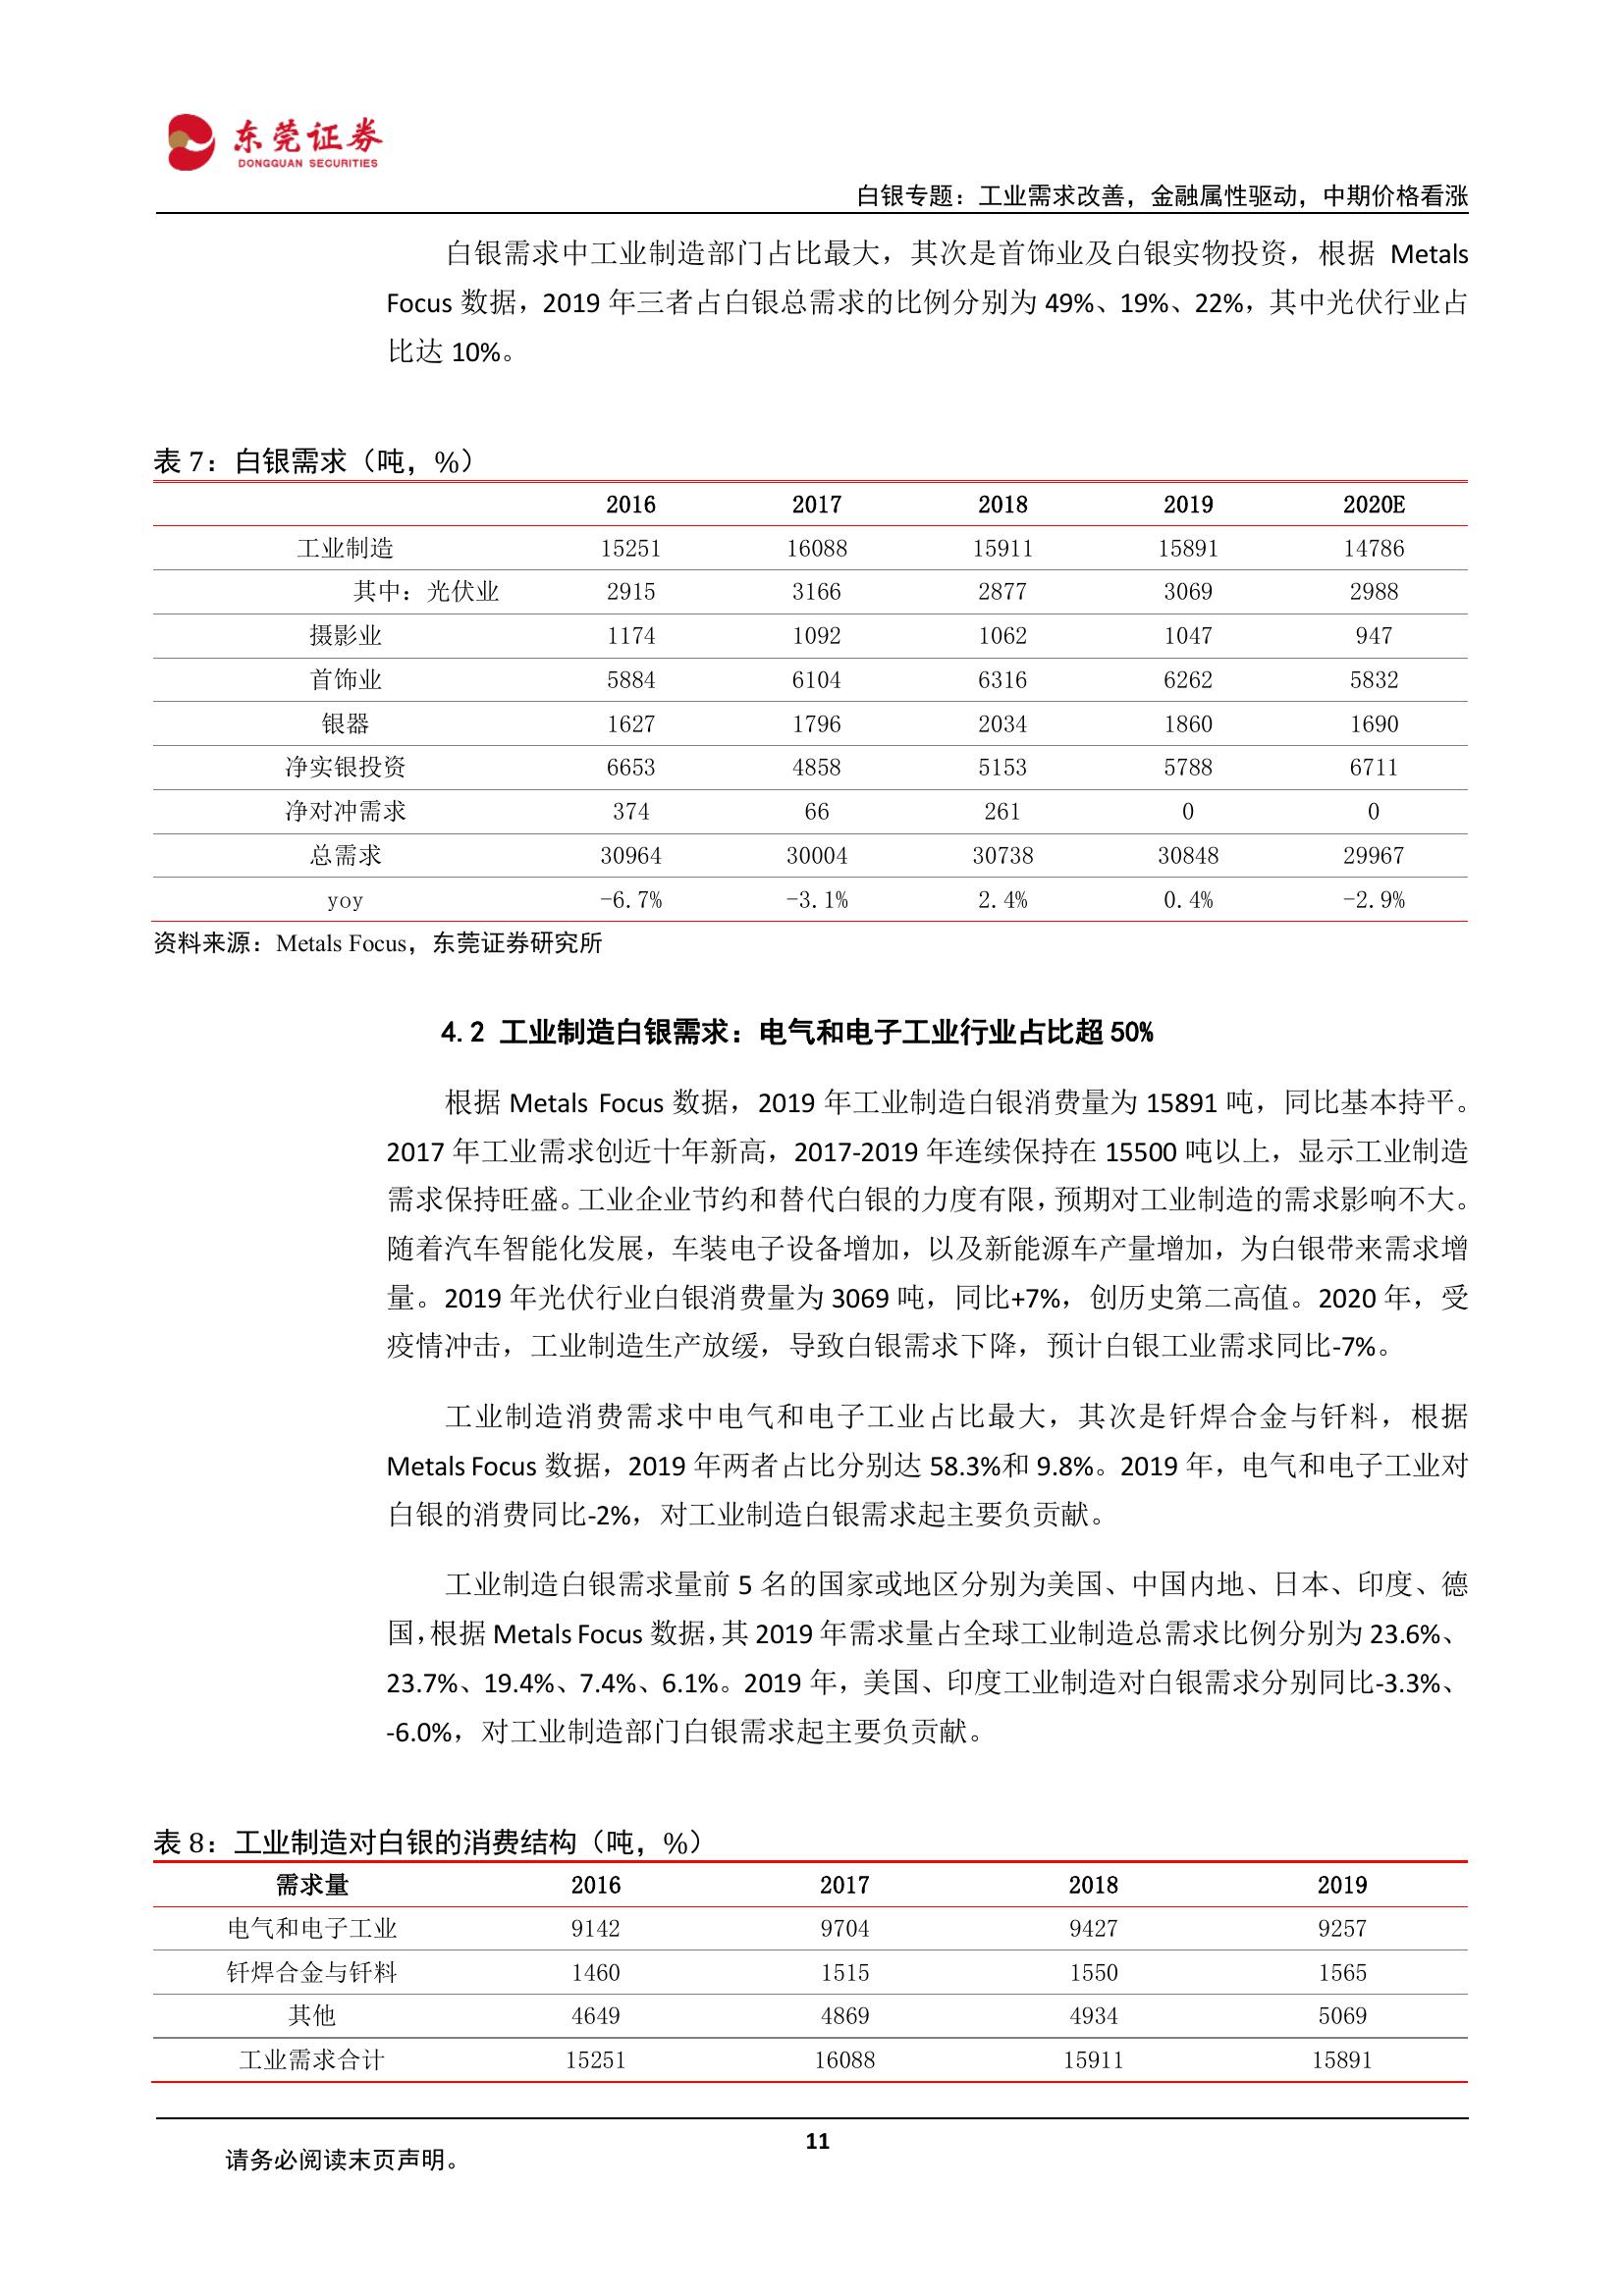 东莞证券
DONGGUAN SECURITIES
白银专题：工业需求改善，金融属性驱动，中期价格看涨
白银需求中工业制造部门占比最大，其次是首饰业及白银实物投资，根据 Metals
Focus 数据，2019 年三者占白银总需求的比例分别为 49%、19%、22%，其中光伏行业占
比达 10%。
表 7：白银需求（吨，%）
2016 2017 2018 2019 2020E
工业制造 15251 16088 15911 15891 14786
其中：光伏业 2915 3166 2877 3069 2988
摄影业 1174 1092 1062 1047 947
首饰业 5884 6104 6316 6262 5832
银器 1627 1796 2034 1860 1690
净实银投资 6653 4858 5153 5788 6711
净对冲需求 374 66 261 0 0
总需求 30964 30004 30738 30848 29967
yoy -6.7% -3.1% 2.4% 0.4% -2.9%
资料来源：Metals Focus，东莞证券研究所
4.2 工业制造白银需求：电气和电子工业行业占比超 50%
根据 Metals Focus 数据，2019 年工业制造白银消费量为 15891 吨，同比基本持平。
2017 年工业需求创近十年新高，2017-2019 年连续保持在 15500 吨以上，显示工业制造
需求保持旺盛。工业企业节约和替代白银的力度有限，预期对工业制造的需求影响不大。
随着汽车智能化发展，车装电子设备增加，以及新能源车产量增加，为白银带来需求增
量。2019 年光伏行业白银消费量为 3069 吨，同比+7%，创历史第二高值。2020 年，受
疫情冲击，工业制造生产放缓，导致白银需求下降，预计白银工业需求同比-7%。
工业制造消费需求中电气和电子工业占比最大，其次是钎焊合金与钎料，根据
Metals Focus 数据，2019 年两者占比分别达 58.3%和 9.8%。2019 年，电气和电子工业对
白银的消费同比-2%，对工业制造白银需求起主要负贡献。
工业制造白银需求量前 5 名的国家或地区分别为美国、中国内地、日本、印度、德
国，根据 Metals Focus 数据，其 2019 年需求量占全球工业制造总需求比例分别为 23.6%、
23.7%、19.4%、7.4%、6.1%。2019 年，美国、印度工业制造对白银需求分别同比-3.3%、
-6.0%，对工业制造部门白银需求起主要负贡献。
表 8：工业制造对白银的消费结构（吨，%）
需求量 2016 2017 2018 2019
电气和电子工业 9142 9704 9427 9257
钎焊合金与钎料 1460 1515 1550 1565
其他 4649 4869 4934 5069
工业需求合计 15251 16088 15911 15891
11
请务必阅读末页声明。